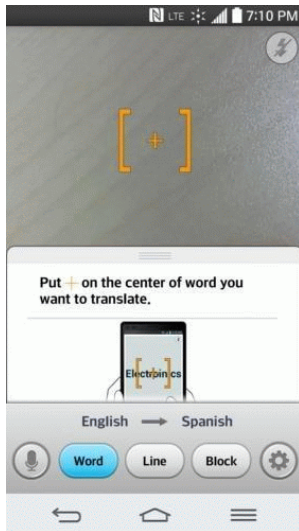 LTE 7:10 PM
Put + on the center of word you
want to translate.
Electronics
English → Spanish
Word Line Block